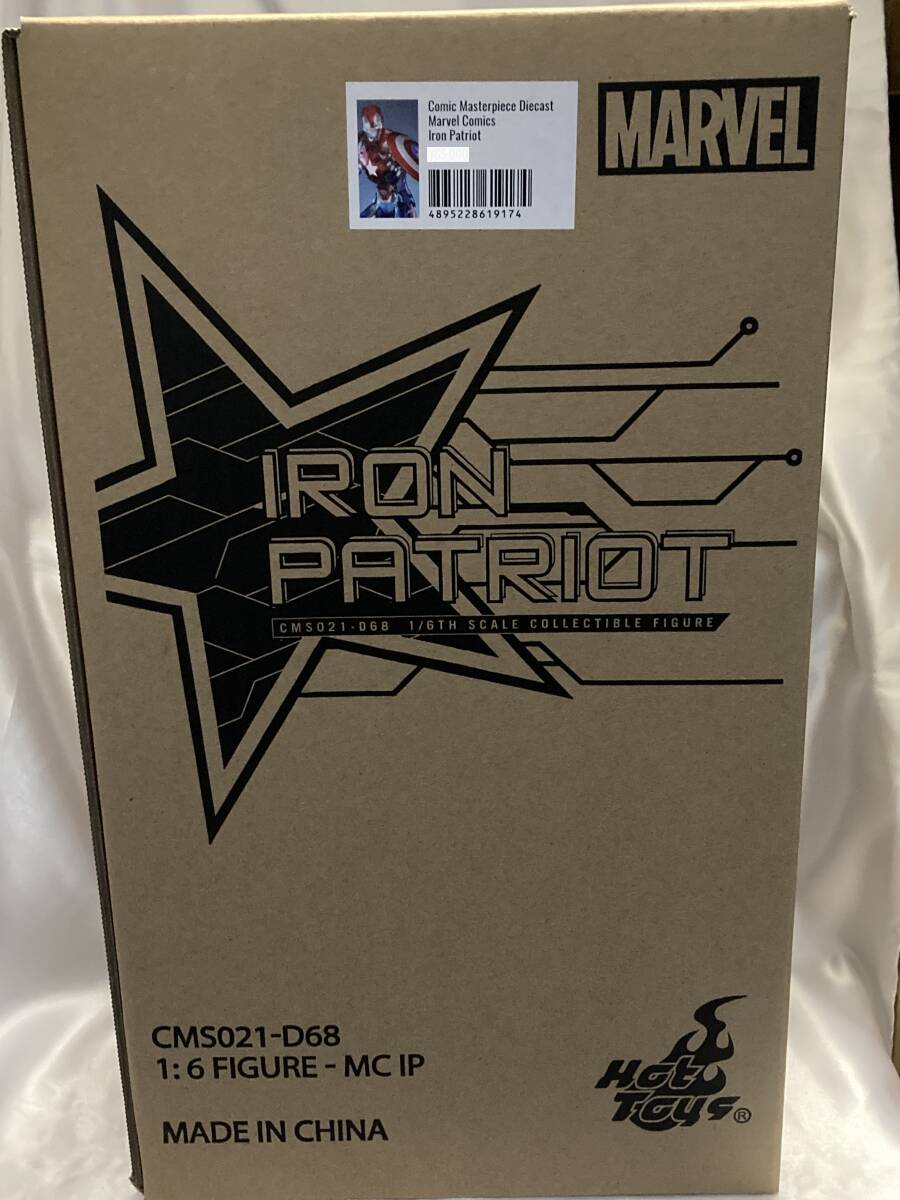 Comic Masterpiece Diecast
Marvel Comics
Iron Patriot
4895228619174
MARVEL
IRON
PATRIOT
CMS021-D68 1/6TH SCALE COLLECTIBLE FIGURE
CMS021-D68
1:6 FIGURE - MC IP
MADE IN CHINA
Hot
Toys®